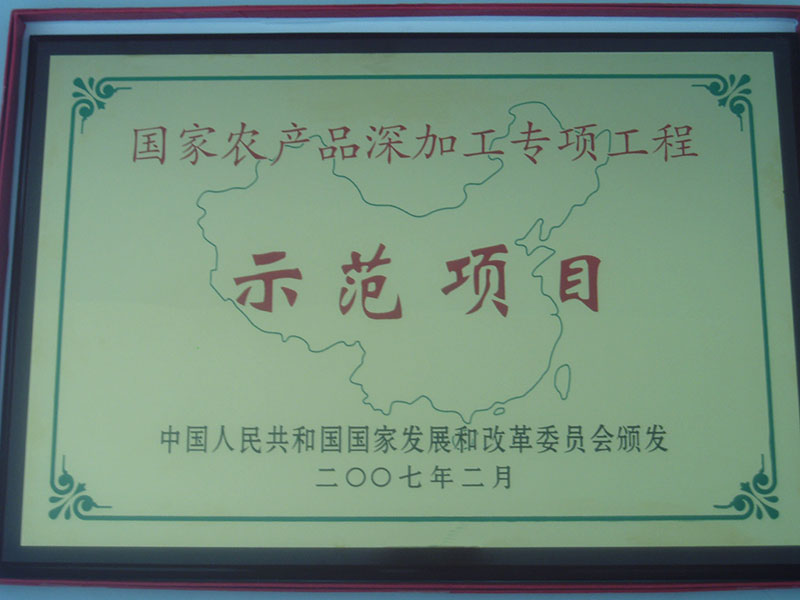 国家农产品深加工专项工程
示范项目
中国人民共和国国家发展和改革委员会颁发
二〇〇七年二月